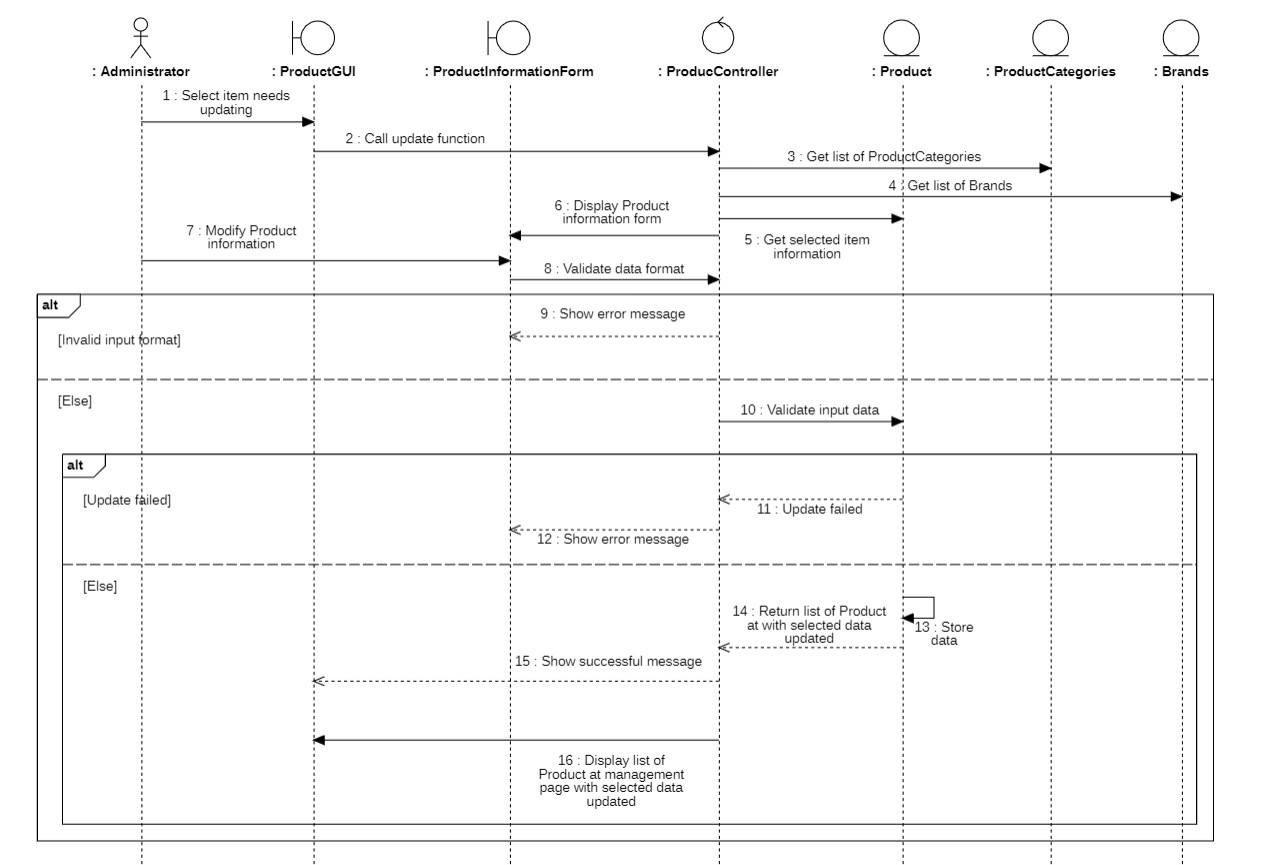 : Administrator
: ProductGUI
: ProductInformationForm
: ProducController
: Product
: ProductCategories
: Brands
1 : Select item needs
updating
2 : Call update function
3 : Get list of ProductCategories
4 : Get list of Brands
6 : Display Product
information form
5 : Get selected item
information
7 : Modify Product
information
8 : Validate data format
alt
9 : Show error message
[Invalid input format]
[Else]
10 : Validate input data
alt
[Update failed]
11 : Update failed
12 : Show error message
[Else]
14 : Return list of Product
at with selected data
updated
13 : Store
data
15 : Show successful message
16 : Display list of
Product at management
page with selected data
updated